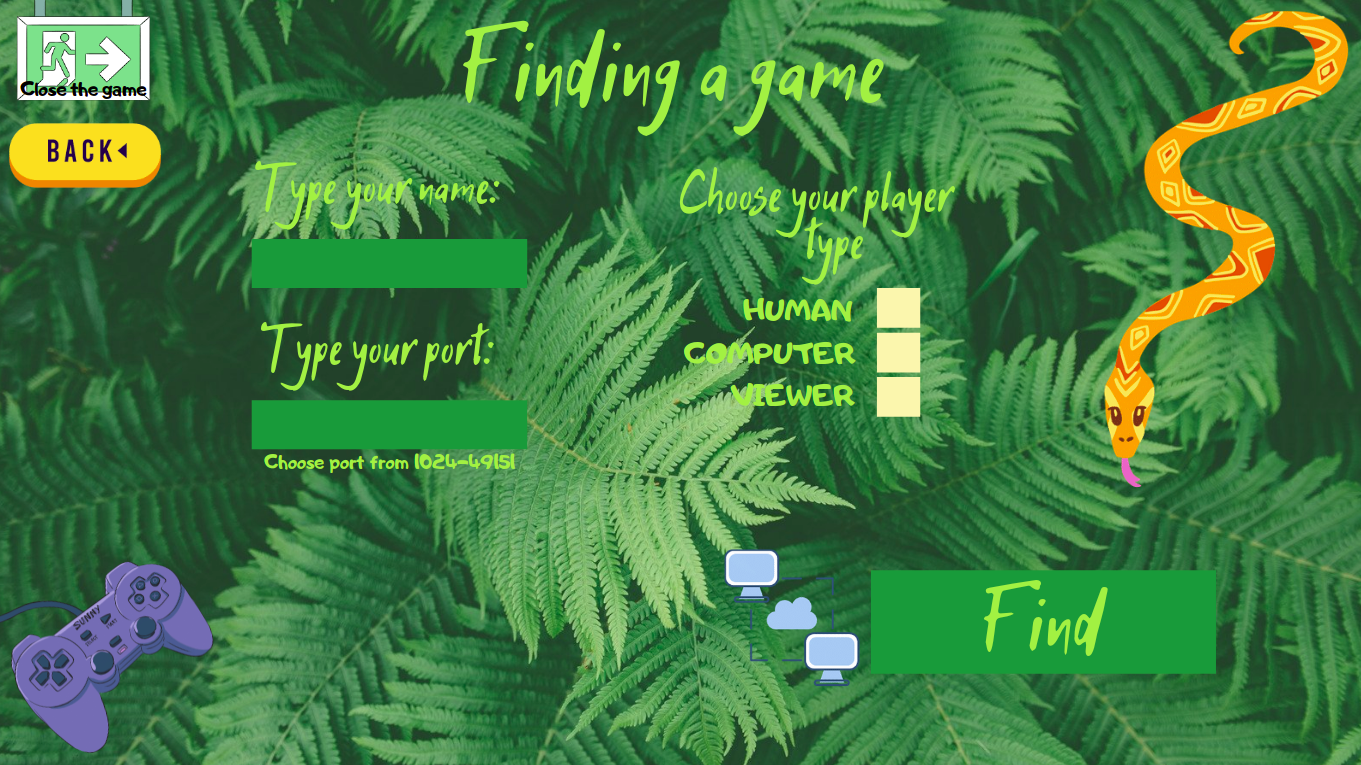 Finding a game
Close the game
BACK
Type your name:
Choose your player
type
HUMAN
COMPUTER
VIEWER
Type your port:
Choose port from 1024-49151
SUNNY
Find